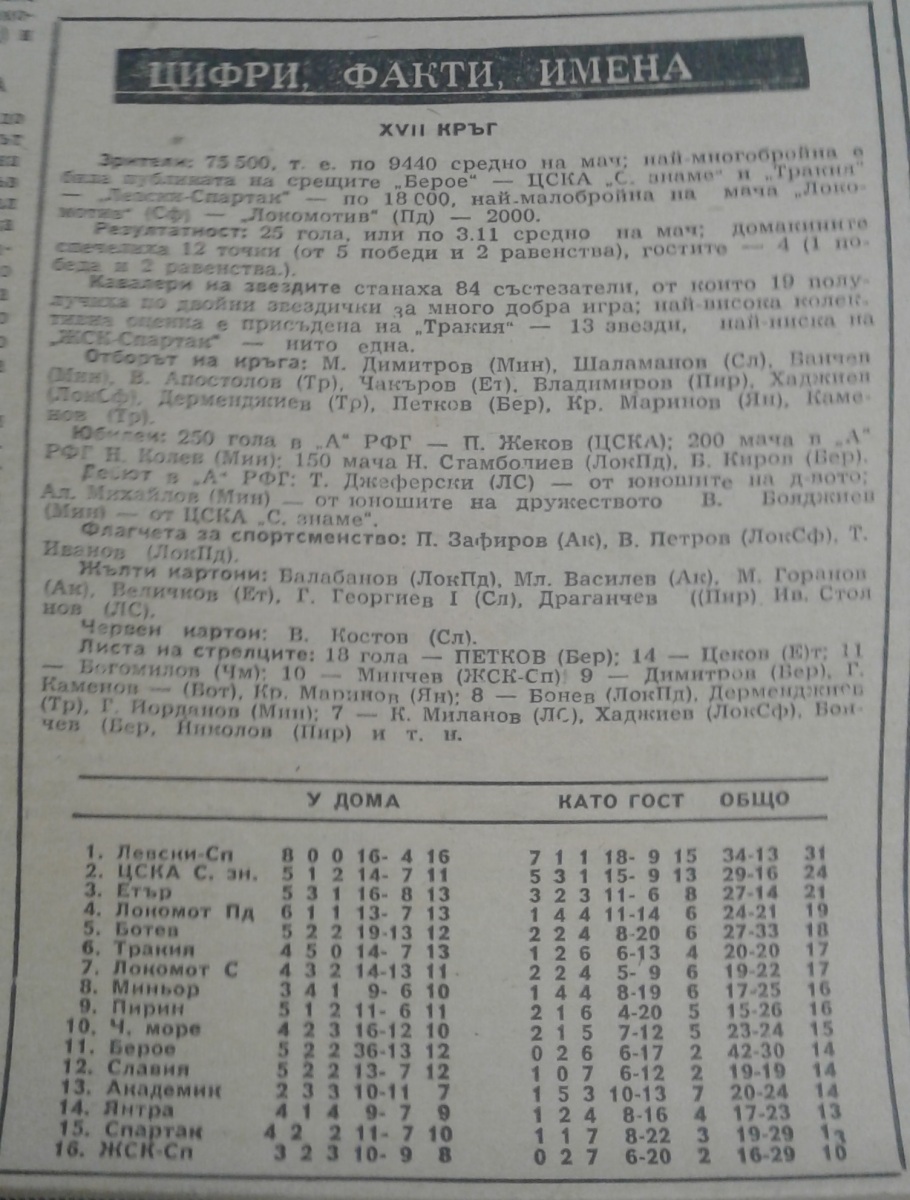 ЦИФРИ, ФАКТИ, ИМЕНА
XVII КРЪГ
Зрители: 75 500, т. е. по 9440 средно на мач; най-многобройна е
била публиката на срещите „Берое“ — ЦСКА „С. знаме“ и „Тракия“
— „Левски-Спартак“ — по 18 000, най-малобройна на мача „Локо-
мотив“ (Сф) — „Локомотив“ (Пд) — 2000.
Резултатност: 25 гола, или по 3.11 средно на мач; домакините
спечелиха 12 точки (от 5 победи и 2 равенства), гостите — 4 (1 по-
беда и 2 равенства.).
Кавалери на звездите станаха 84 състезатели, от които 19 полу-
лучиха по двойни звездички за много добра игра; най-висока колек-
тивна оценка е присъдена на „Тракия“ — 13 звезди, най-ниска на
„ЖСК-Спартак“ — нито една.
Отборът на кръга: М. Димитров (Мин), Шаламанов (Сл), Ванчев
(Мин), В. Апостолов (Тр), Чакъров (Ет), Владимиров (Пир), Хаджиев
(ЛокСф), Дерменджиев (Тр), Петков (Бер), Кр. Маринов (Ян), Каме-
нов (Тр).
Юбилеи: 250 гола в „А“ РФГ — П. Жеков (ЦСКА); 200 мача в „А“
РФГ Н. Колев (Мин); 150 мача Н. Стамболиев (ЛокПд), В. Киров (Бер).
Дебют в „А“ РФГ: Т. Джеферски (ЛС) — от юношите на д-вото;
Ал. Михайлов (Мин) — от юношите на дружеството В. Бояджиев
(Мин) — от ЦСКА „С. знаме“.
Флагчета за спортсменство: П. Зафиров (Ак), В. Петров (ЛокСф), Т.
Иванов (ЛокПд).
Жълти картони: Балабанов (ЛокПд), Мл. Василев (Ак), М. Горанов
(Ак), Величков (Ет), Г. Георгиев I (Сл), Драганчев ((Пир) Ив. Стоя
нов (ЛС).
Червен картон: В. Костов (Сл).
Листа на стрелците: 18 гола — ПЕТКОВ (Бер); 14 — Цеков (Е)т; 11
— Богомилов (Чм); 10 — Минчев (ЖСК-Сп) 9 — Димитров (Бер), Г.
Каменов — (Бот), Кр. Маринов (Ян); 8 — Бонев (ЛокПд), Дерменджиев
(Тр), Г. Йорданов (Мин); 7 — К. Миланов (ЛС), Хаджиев (ЛокСф), Вой-
чев (Бер, Николов (Пир) и т. н.
У ДОМА КАТО ГОСТ ОБЩО
1. Левски-Сп 8 0 0 16- 4 16 7 1 1 18- 9 15 34-13 31
2. ЦСКА С. зн. 5 1 2 14- 7 11 5 3 1 15- 9 13 29-16 24
3. Етър 5 3 1 16- 8 13 3 2 3 11- 6 8 27-14 21
4. Локомот Пд 6 1 1 13- 7 13 1 4 4 11-14 6 24-21 19
5. Ботев 5 2 2 19-13 12 2 2 4 8-20 6 27-33 18
6. Тракия 4 5 0 14- 7 13 1 2 6 6-13 4 20-20 17
7. Локомот С 4 3 2 14-13 11 2 2 4 5- 9 6 19-22 17
8. Миньор 3 4 1 9- 6 10 1 4 4 8-19 6 17-25 16
9. Пирин 5 1 2 11- 6 11 2 1 6 4-20 5 15-26 16
10. Ч. море 4 2 3 16-12 10 2 1 5 7-12 5 23-24 15
11. Берое 5 2 2 36-13 12 0 2 6 6-17 2 42-30 14
12. Славия 5 2 2 13- 7 12 1 0 7 6-12 2 19-19 14
13. Академик 2 3 3 10-11 7 1 5 3 10-13 7 20-24 14
14. Янтра 4 1 4 9- 7 9 1 2 4 8-16 4 17-23 13
15. Спартак 4 2 2 11- 7 10 1 1 7 8-22 3 19-29 13
16. ЖСК-Сп 3 2 3 10- 9 8 0 2 7 6-20 2 16-29 10